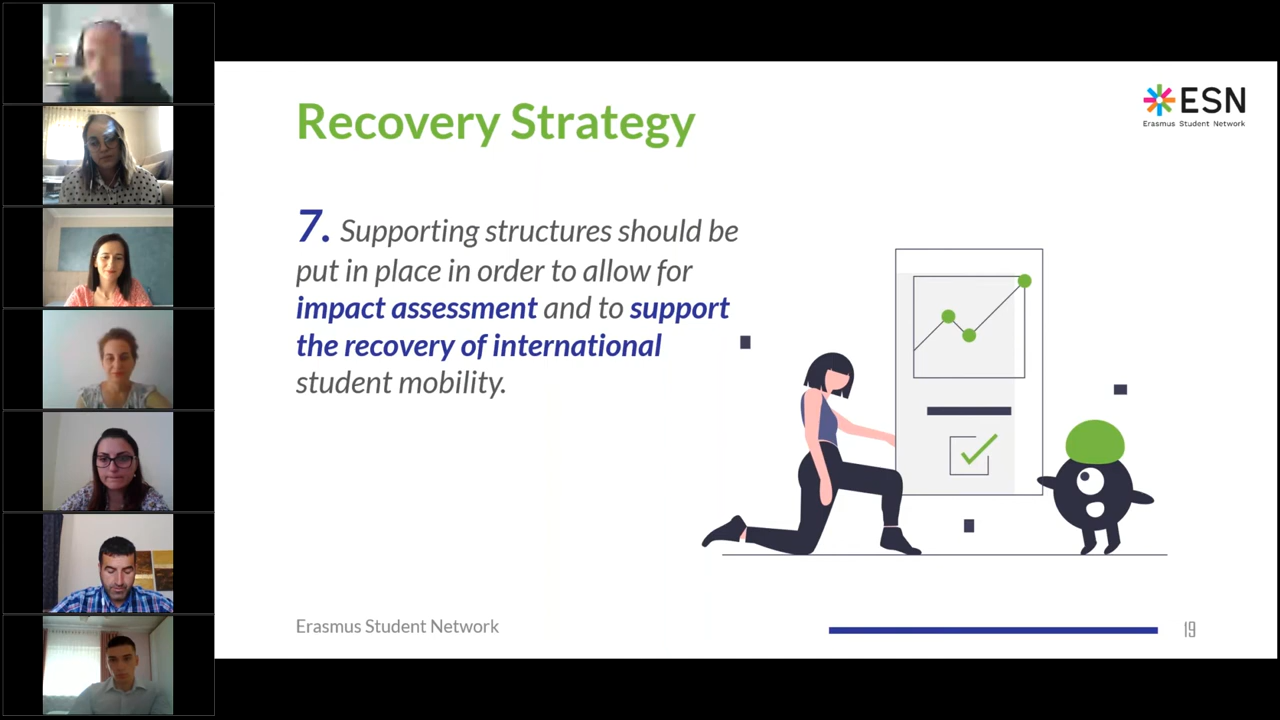 Recovery Strategy
ESN
Erasmus Student Network
7. Supporting structures should be
put in place in order to allow for
impact assessment and to support
the recovery of international
student mobility.
Erasmus Student Network
19